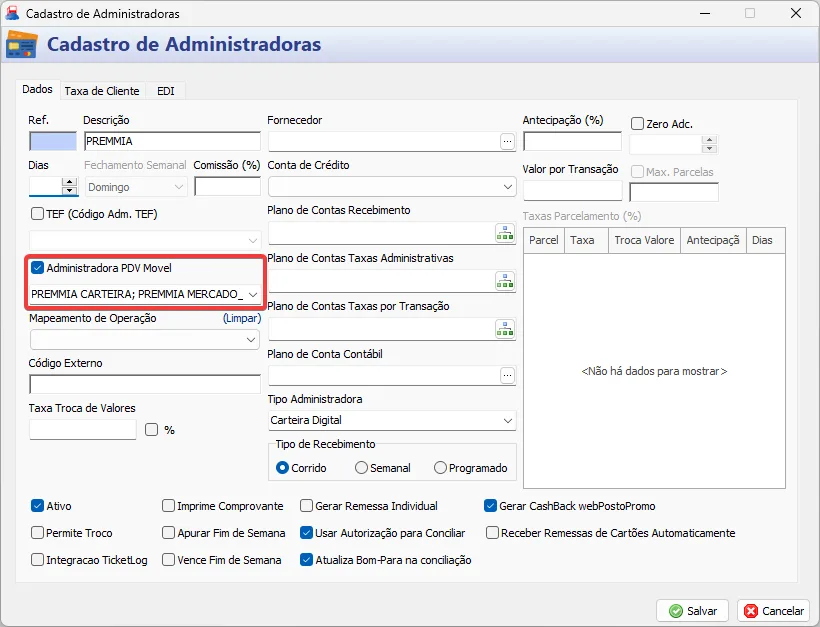 Cadastro de Administradoras
Cadastro de Administradoras
Dados
Taxa de Cliente
EDI
Ref.
Descrição
PREMMIA
Dias
Fechamento Semanal
Comissão (%)
Domingo
TEF (Código Adm. TEF)
Administradora PDV Movel
PREMMIA CARTEIRA; PREMMIA MERCADO_
Mapeamento de Operação
(Limpar)
Código Externo
Taxa Troca de Valores
%
Fornecedor
Conta de Crédito
Plano de Contas Recebimento
Plano de Contas Taxas Administrativas
Plano de Contas Taxas por Transação
Plano de Conta Contábil
Tipo Administradora
Carteira Digital
Tipo de Recebimento
Corrido
Semanal
Programado
Antecipação (%)
Zero Adc.
Valor por Transação
Max. Parcelas
Taxas Parcelamento (%)
Parcel
Taxa
Troca Valore
Antecipaçã
Dias
<Não há dados para mostrar>
Ativo
Imprime Comprovante
Gerar Remessa Individual
Gerar CashBack webPostoPromo
Permite Troco
Apurar Fim de Semana
Usar Autorização para Conciliar
Receber Remessas de Cartões Automaticamente
Integracao TicketLog
Vence Fim de Semana
Atualiza Bom-Para na conciliação
Salvar
Cancelar